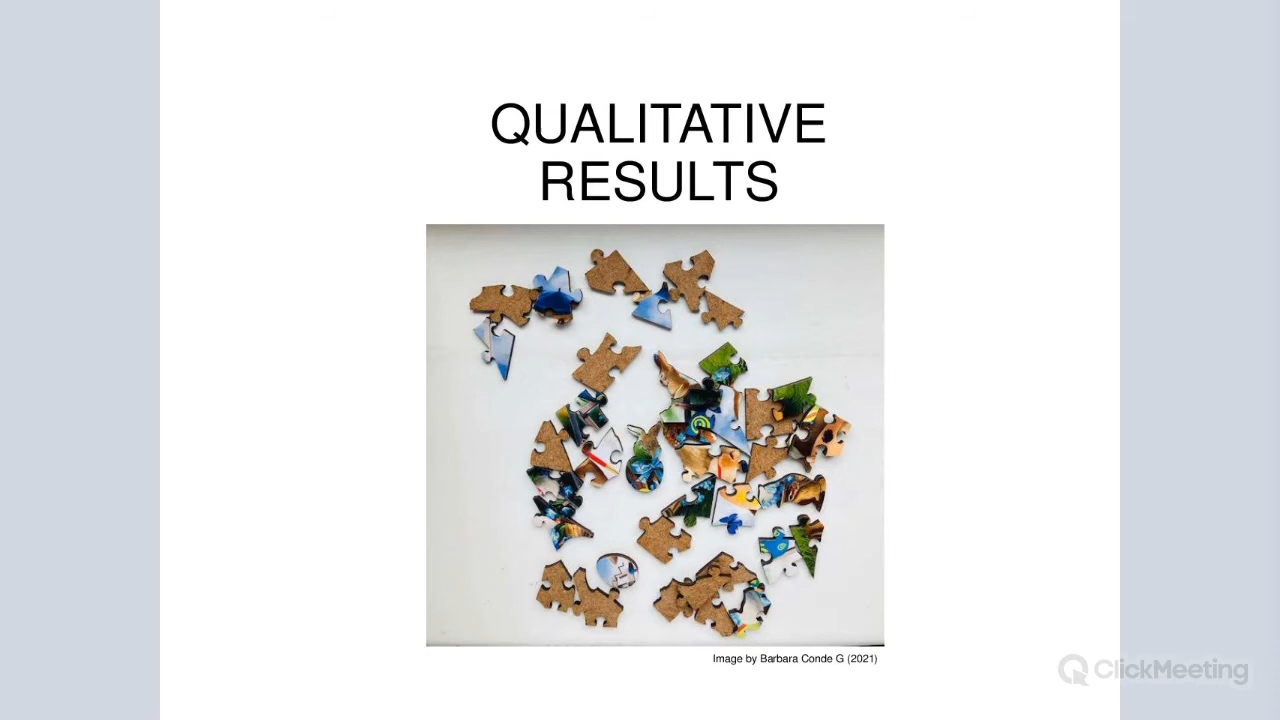 QUALITATIVE
RESULTS
Image by Barbara Conde G (2021)
ClickMeeting